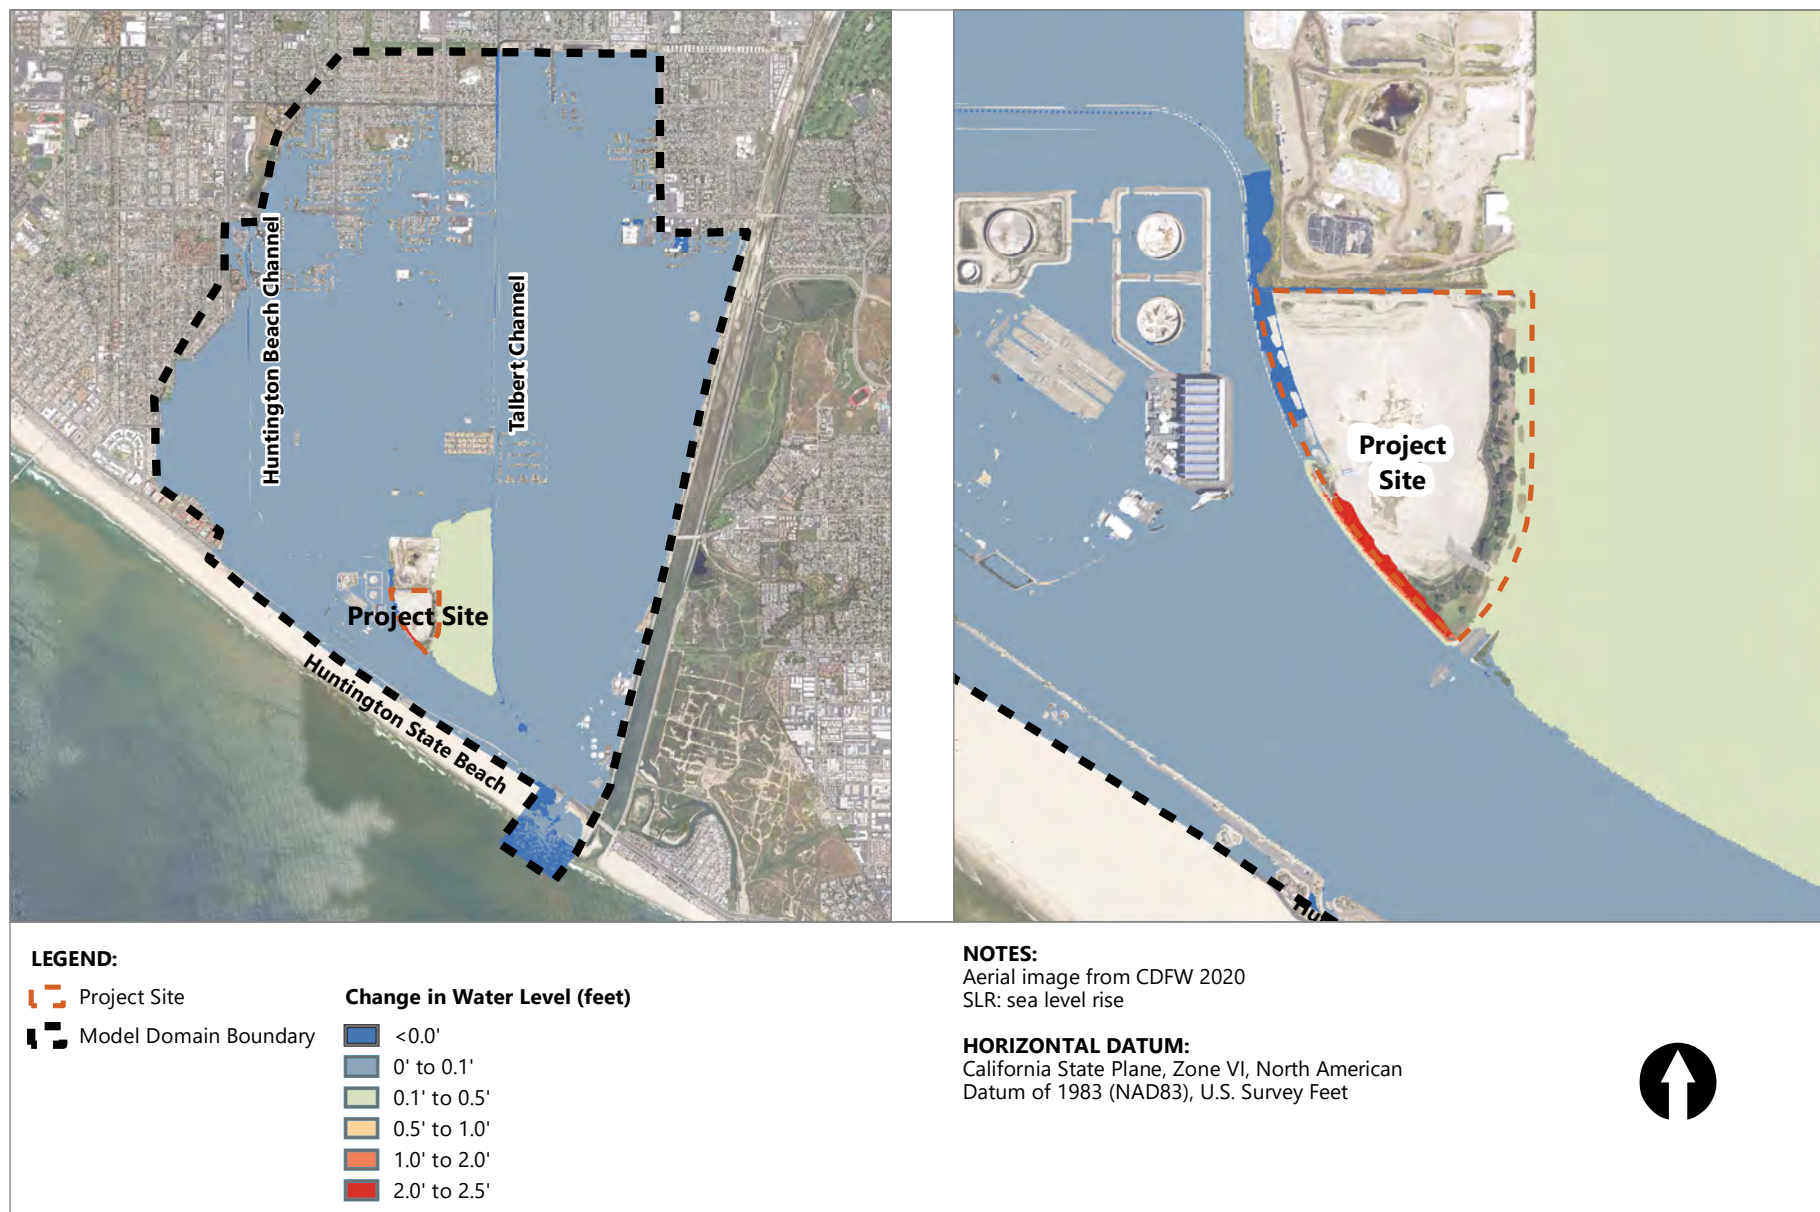 Huntington Beach Channel
Talbert Channel
Project Site
Huntington State Beach
Project
Site
Hu
LEGEND:
Project Site
Model Domain Boundary
Change in Water Level (feet)
<0.0'
0' to 0.1'
0.1' to 0.5'
0.5' to 1.0'
1.0' to 2.0'
2.0' to 2.5'
NOTES:
Aerial image from CDFW 2020
SLR: sea level rise
HORIZONTAL DATUM:
California State Plane, Zone VI, North American
Datum of 1983 (NAD83), U.S. Survey Feet